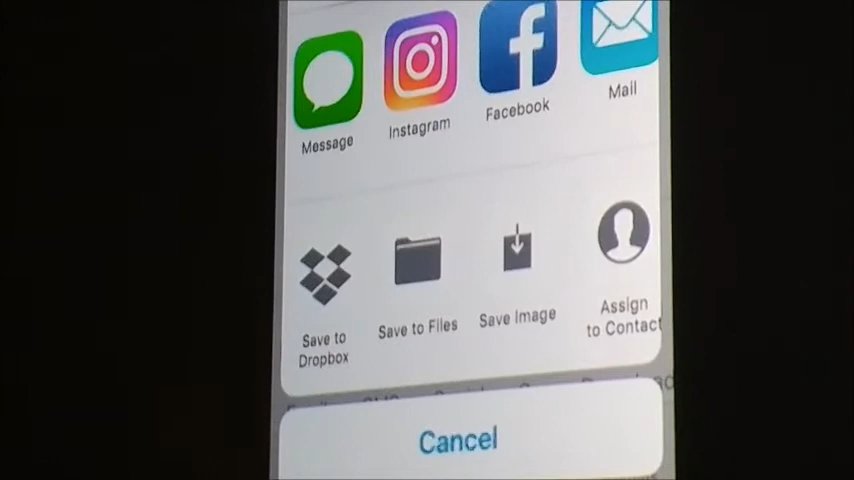 Message
Instagram
Facebook
Mail
Save to
Dropbox
Save to Files
Save Image
Assign
to Contact
Cancel